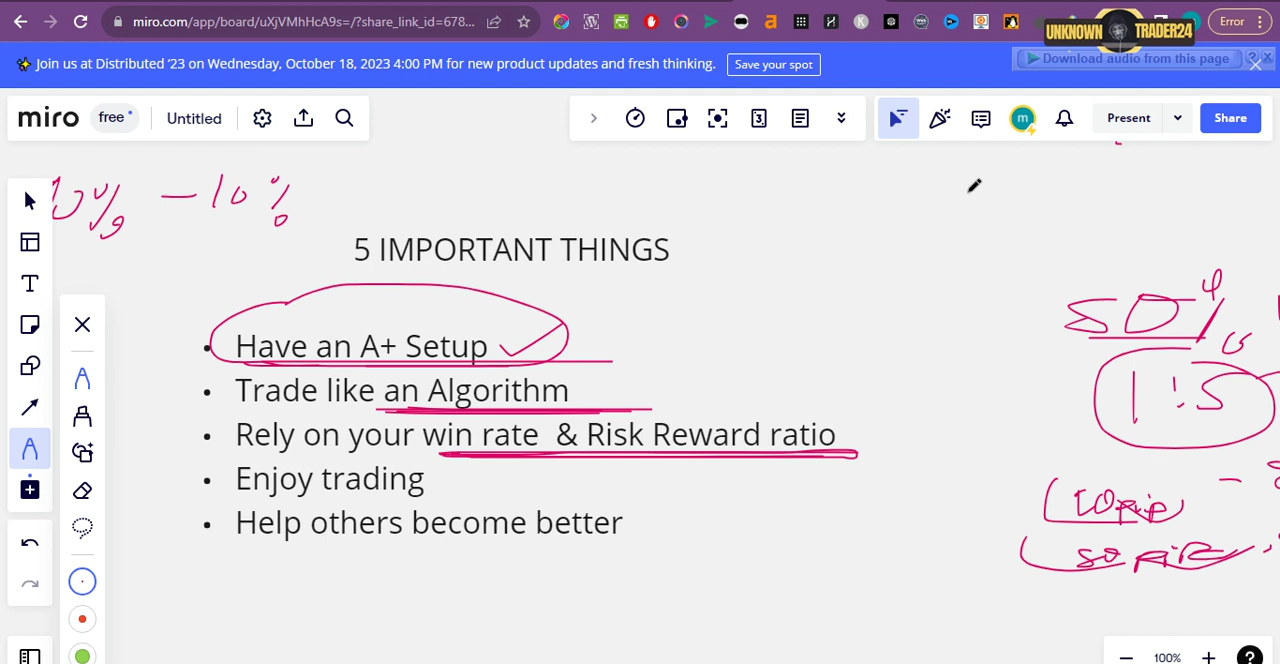 miro.com/app/board/uXjVMhHcA9s=/?share_link_id=678...
Error
UNKNOWN TRADER24
Join us at Distributed '23 on Wednesday, October 18, 2023 4:00 PM for new product updates and fresh thinking.
Save your spot
Download audio from this page
miro
free
Untitled
3
m
Present
Share
-10%
5 IMPORTANT THINGS
50%
• Have an A+ Setup
1:5
• Trade like an Algorithm
• Rely on your win rate & Risk Reward ratio
• Enjoy trading
10pip
• Help others become better
100%